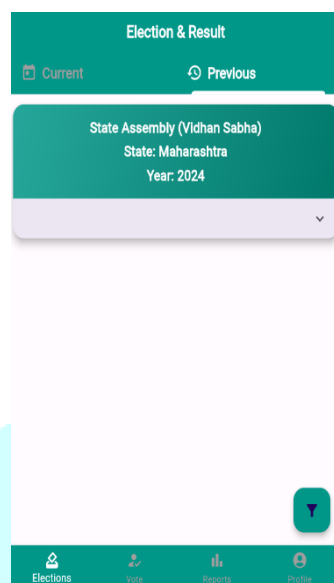 Election & Result
Current
Previous
State Assembly (Vidhan Sabha)
State: Maharashtra
Year: 2024
Elections
Vote
Reports
Profile